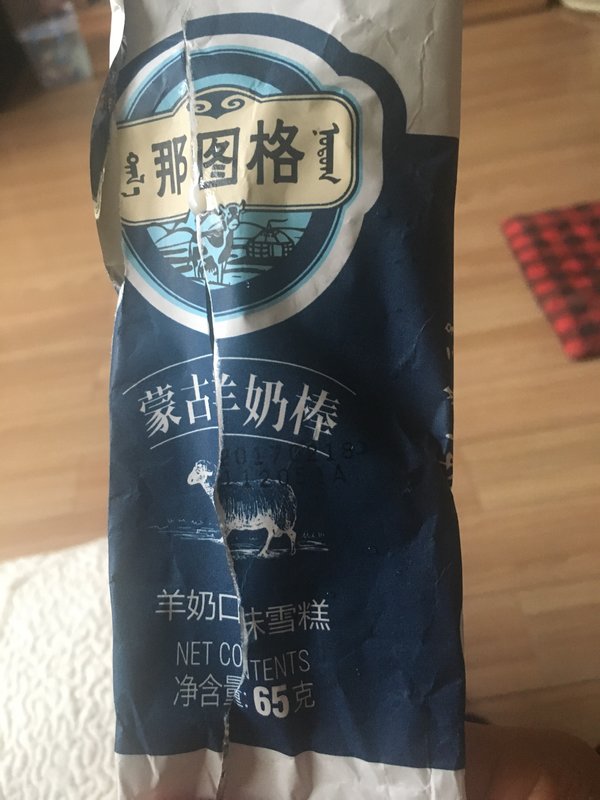 那图格
蒙古羊奶棒
20170218
羊奶口味雪糕
NET CONTENTS
净含量:65克